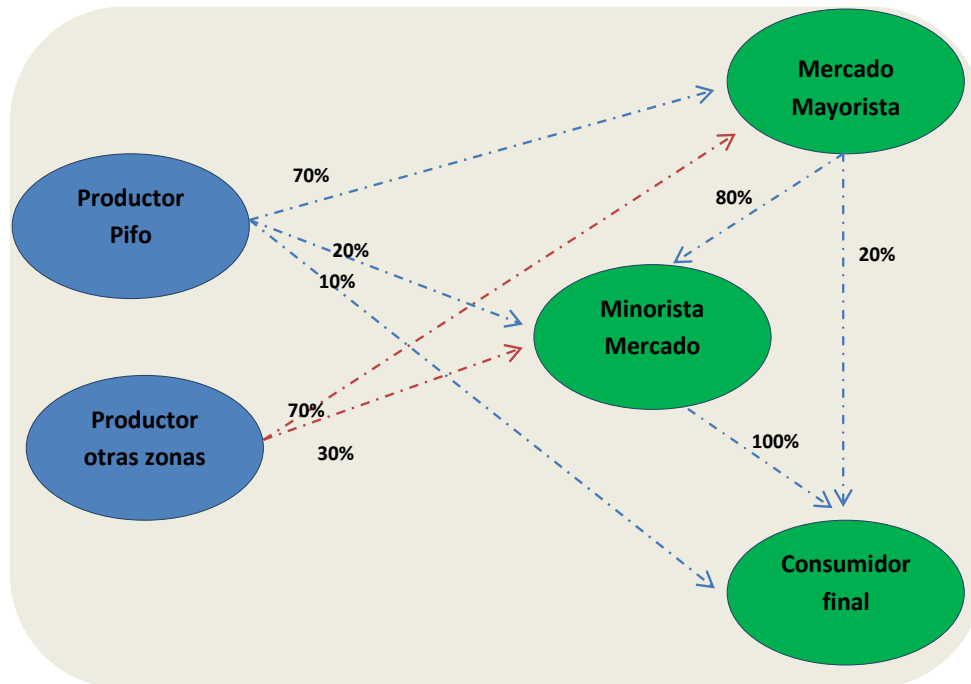 Mercado
Mayorista
70%
80%
Productor
Pifo
20%
20%
10%
Minorista
Mercado
70%
Productor
otras zonas
30%
100%
Consumidor
final